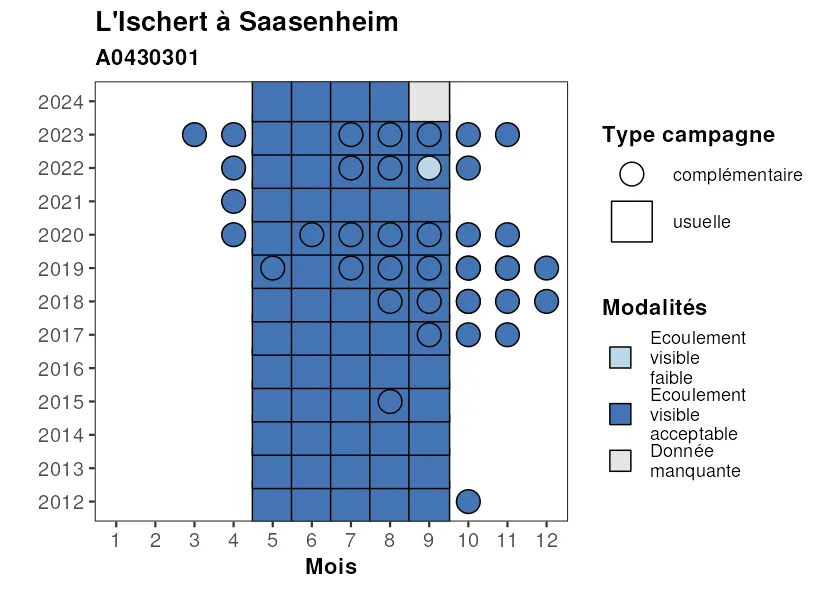 L'Ischert à Saasenheim
A0430301
2024
2023
2022
2021
2020
2019
2018
2017
2016
2015
2014
2013
2012
1 2 3 4 5 6 7 8 9 10 11 12
Mois
Type campagne
complémentaire
usuelle
Modalités
Ecoulement
visible
faible
Ecoulement
visible
acceptable
Donnée
manquante